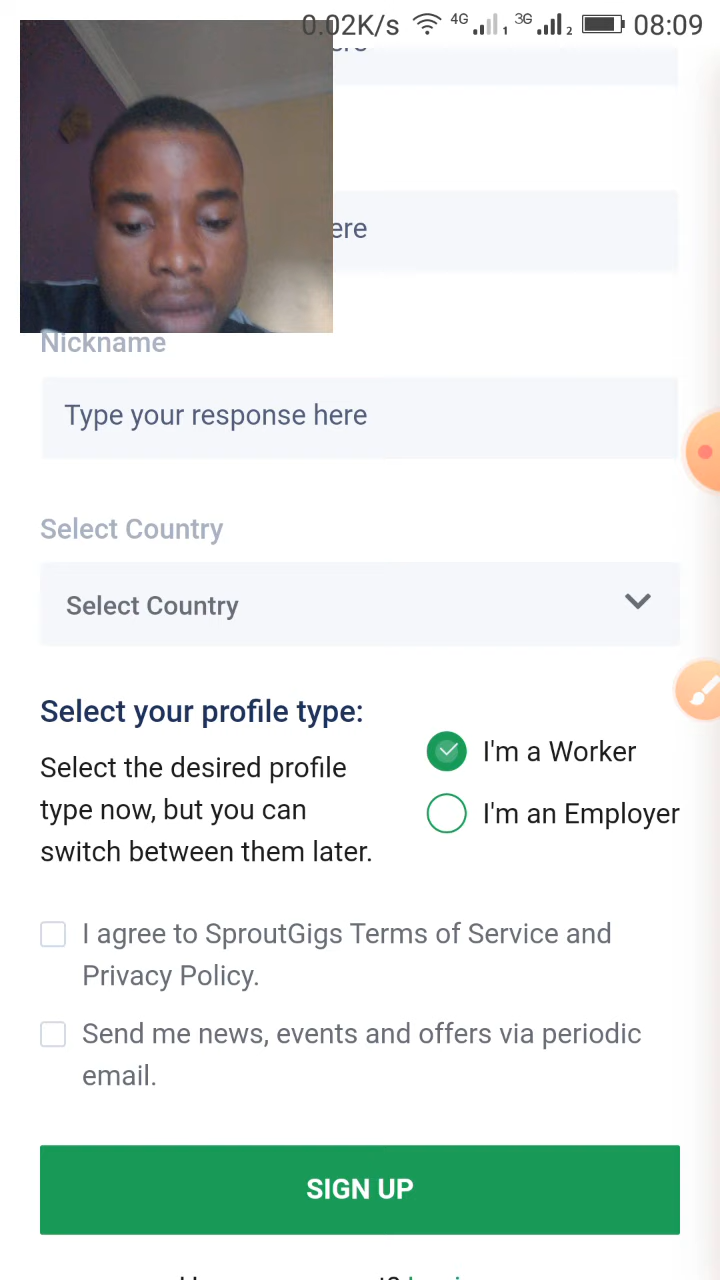 0.02K/s 4G 1 3G 2 08:09
ere
Nickname
Type your response here
Select Country
Select Country
Select your profile type:
Select the desired profile
type now, but you can
switch between them later.
I'm a Worker
I'm an Employer
I agree to SproutGigs Terms of Service and
Privacy Policy.
Send me news, events and offers via periodic
email.
SIGN UP